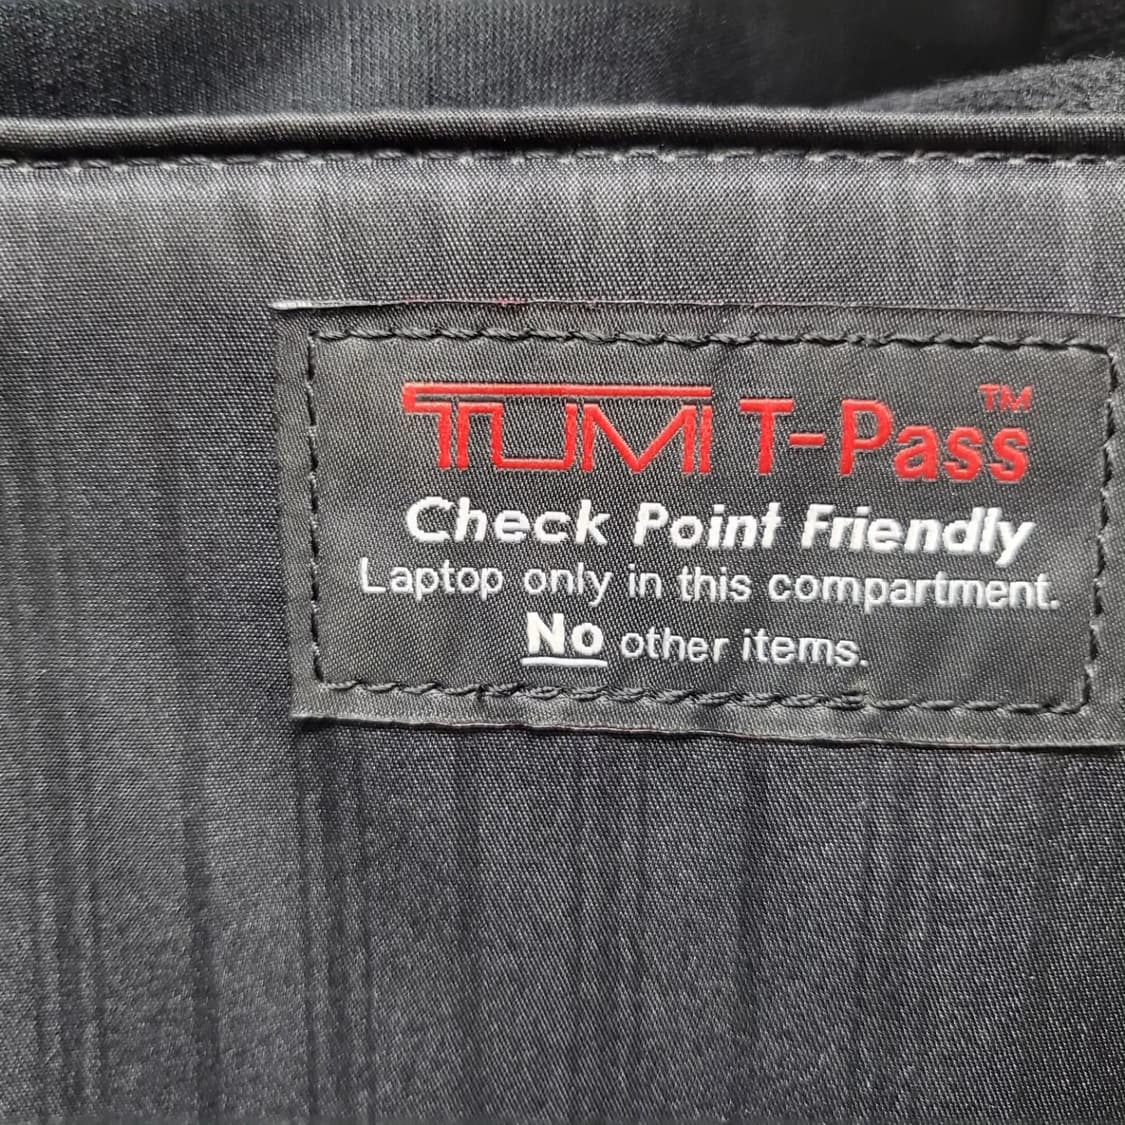 TUMI T-Pass™
Check Point Friendly
Laptop only in this compartment.
No other items.